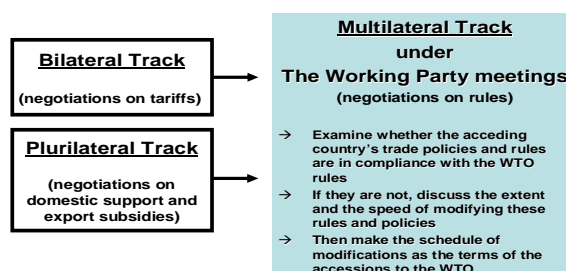 Bilateral Track
(negotiations on tariffs)
Plurilateral Track
(negotiations on
domestic support and
export subsidies)
Multilateral Track
under
The Working Party meetings
(negotiations on rules)
→ Examine whether the acceding
country's trade policies and rules
are in compliance with the WTO
rules
→ If they are not, discuss the extent
and the speed of modifying these
rules and policies
→ Then make the schedule of
modifications as the terms of the
accessions to the WTO